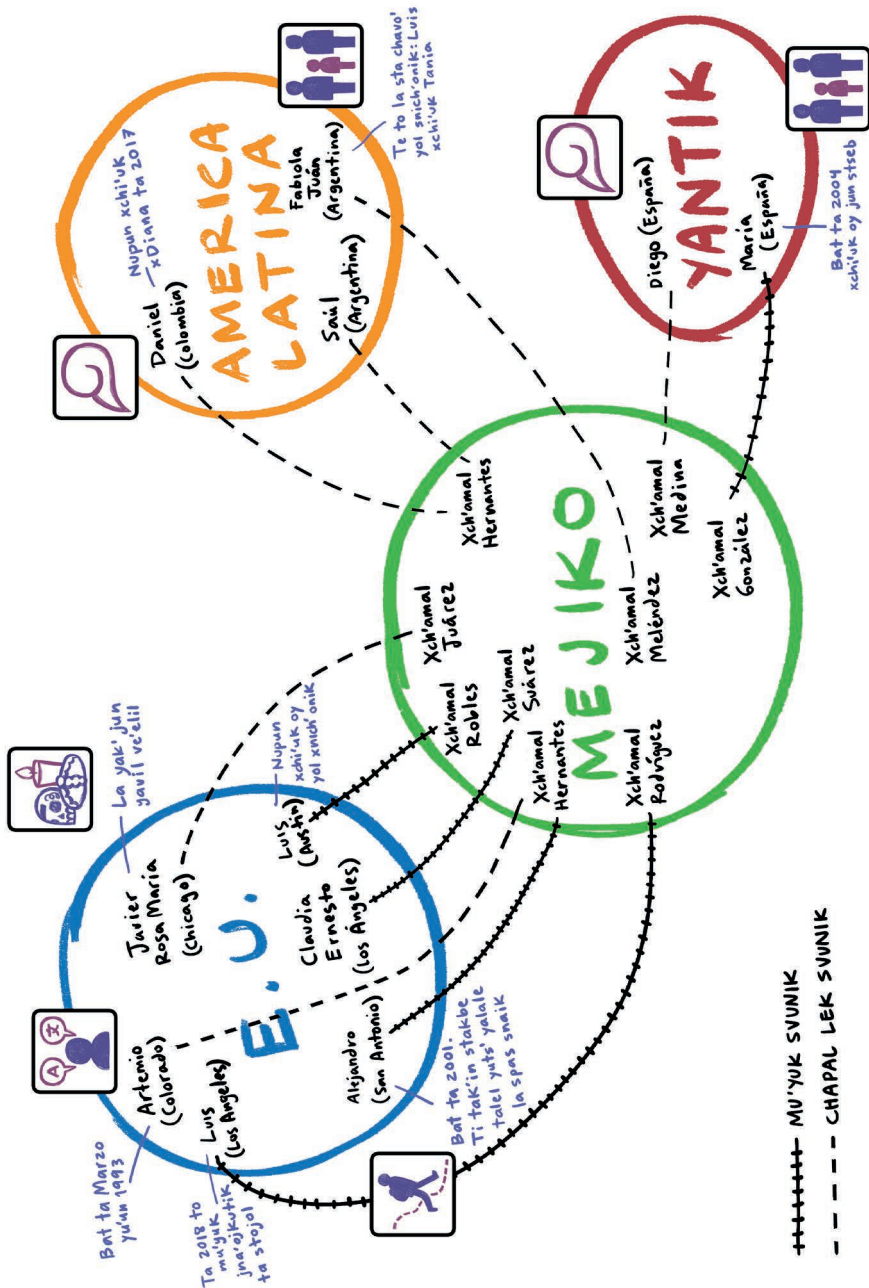 Bat ta Marzo
yu'un 1993
Artemio
(Colorado)
Ta 2018 to
mu'yuk
jna'ojkutik
ta stojol
Luis
(Los Angeles)
Alejandro
(San Antonio)
Bat ta 2001.
Ti tak'in stakbe
talel yuts' yalale
la spas snaik
La yak' jun
yavil ve'elil
Javier
Rosa María
(Chicago)
E.U.
Claudia
Ernesto
(Los Ángeles)
Luis
(Austin)
Nupun
xchi'uk oy
yol xnich'onik
Nupun xchi'uk
xDiana ta 2017
Daniel
(Colombia)
AMERICA
LATINA
Saúl
(Argentina)
Fabiola
Juán
(Argentina)
Te to la sta chavo'
yol snich'onik: Luis
xchi'uk Tania
Xch'amal
Juárez
Xch'amal
Hernantes
Xch'amal
Robles
Xch'amal
Suárez
Xch'amal
Hernantes
MEJIKO
Xch'amal
Rodríguez
Xch'amal
Meléndez
Xch'amal
Medina
Xch'amal
González
Diego (España)
YANTIK
María
(España)
Bat ta 2004
xchi'uk oy jun stseb
MU'YUK SVUNIK
CHAPAL LEK SVUNIK
A
文